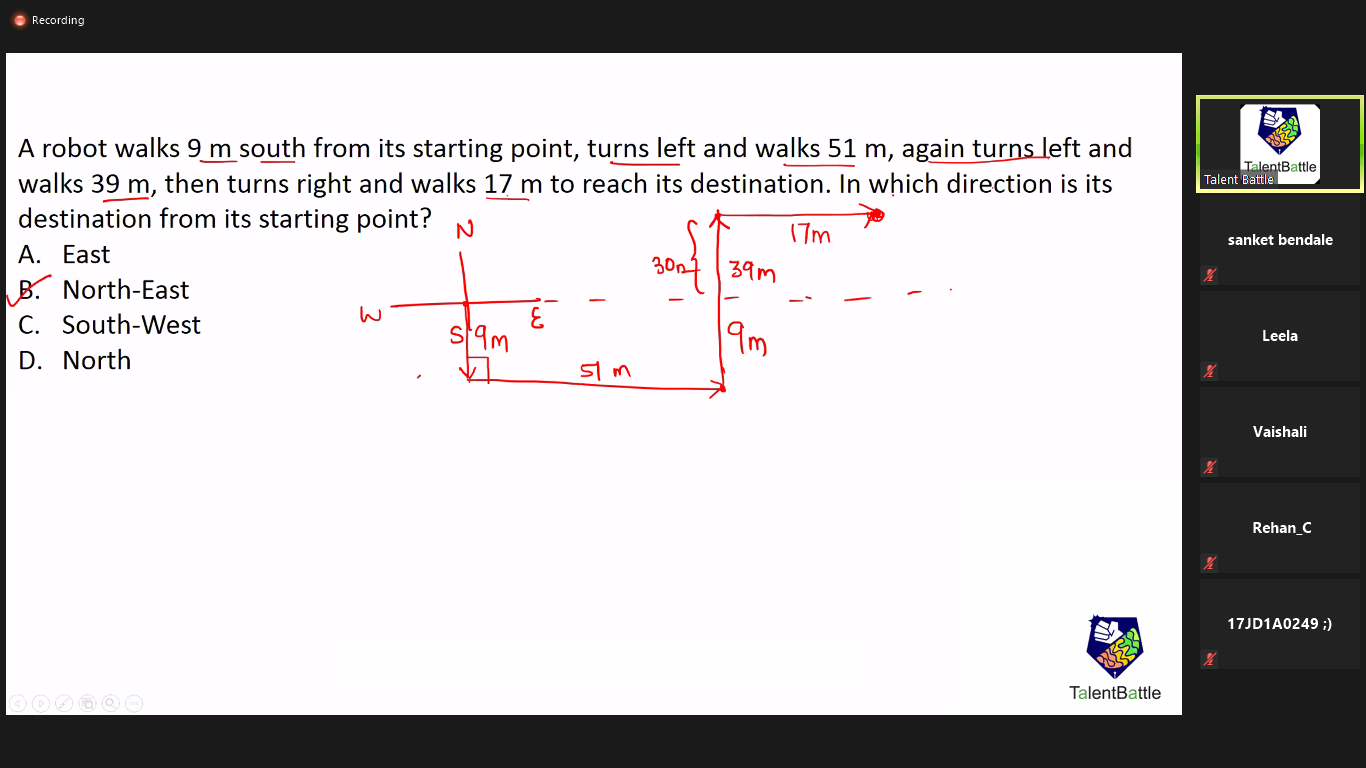 Recording
A robot walks 9 m south from its starting point, turns left and walks 51 m, again turns left and
walks 39 m, then turns right and walks 17 m to reach its destination. In which direction is its
destination from its starting point?
A. East
B. North-East
C. South-West
D. North
N
17m
30m
39m
W
E
S
9m
9m
51 m
TalentBattle
TalentBattle
Talent Battle
sanket bendale
Leela
Vaishali
Rehan_C
17JD1A0249 ;)